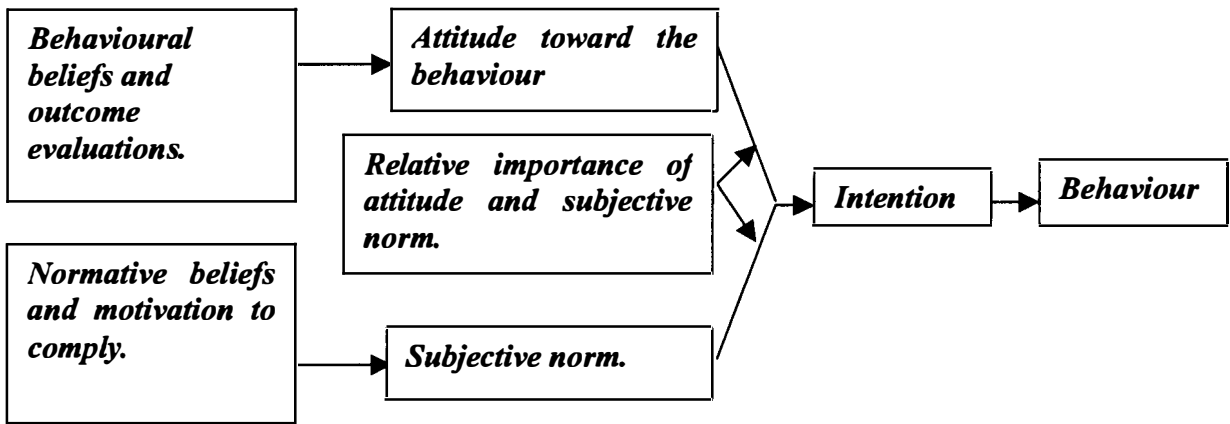 Behavioural
beliefs and
outcome
evaluations.
Attitude toward the
behaviour
Relative importance of
attitude and subjective
norm.
Intention
Behaviour
Normative beliefs
and motivation to
comply.
Subjective norm.